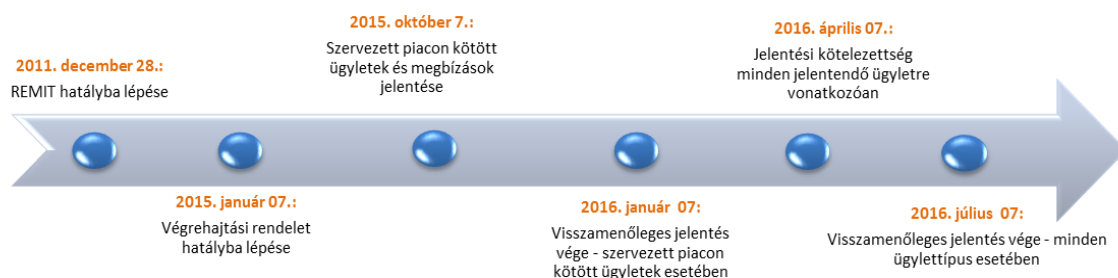 2011. december 28.:
REMIT hatályba lépése
2015. január 07.:
Végrehajtási rendelet
hatályba lépése
2015. október 7.:
Szervezett piacon kötött
ügyletek és megbízások
jelentése
2016. január  07:
Visszamenőleges jelentés
vége - szervezett piacon
kötött ügyletek esetében
2016. április 07.:
Jelentési kötelezettség
minden jelentendő ügyletre
vonatkozóan
2016. július  07:
Visszamenőleges jelentés vége - minden
ügylettípus esetében